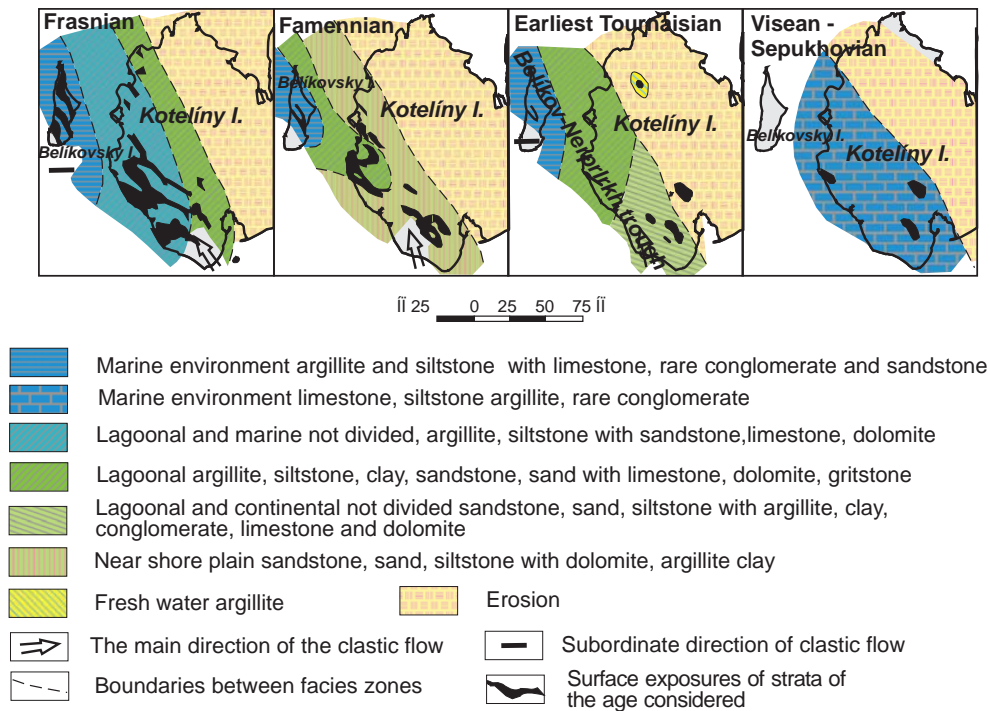 Frasnian
Famennian
Earliest Tournaisian
Visean -
Sepukhovian
Kotelíny I.
Belíkovsky I.
Kotelíny I.
Belíkovsky I.
Kotelíny I.
Kotelíny I.
Belíkovsky I.
ÍÏ 25 0 25 50 75 ÍÏ
Marine environment argillite and siltstone with limestone, rare conglomerate and sandstone
Marine environment limestone, siltstone argillite, rare conglomerate
Lagoonal and marine not divided, argillite, siltstone with sandstone,limestone, dolomite
Lagoonal argillite, siltstone, clay, sandstone, sand with limestone, dolomite, gritstone
Lagoonal and continental not divided sandstone, sand, siltstone with argillite, clay,
conglomerate, limestone and dolomite
Near shore plain sandstone, sand, siltstone with dolomite, argillite clay
Fresh water argillite
Erosion
The main direction of the clastic flow
Subordinate direction of clastic flow
Boundaries between facies zones
Surface exposures of strata of
the age considered